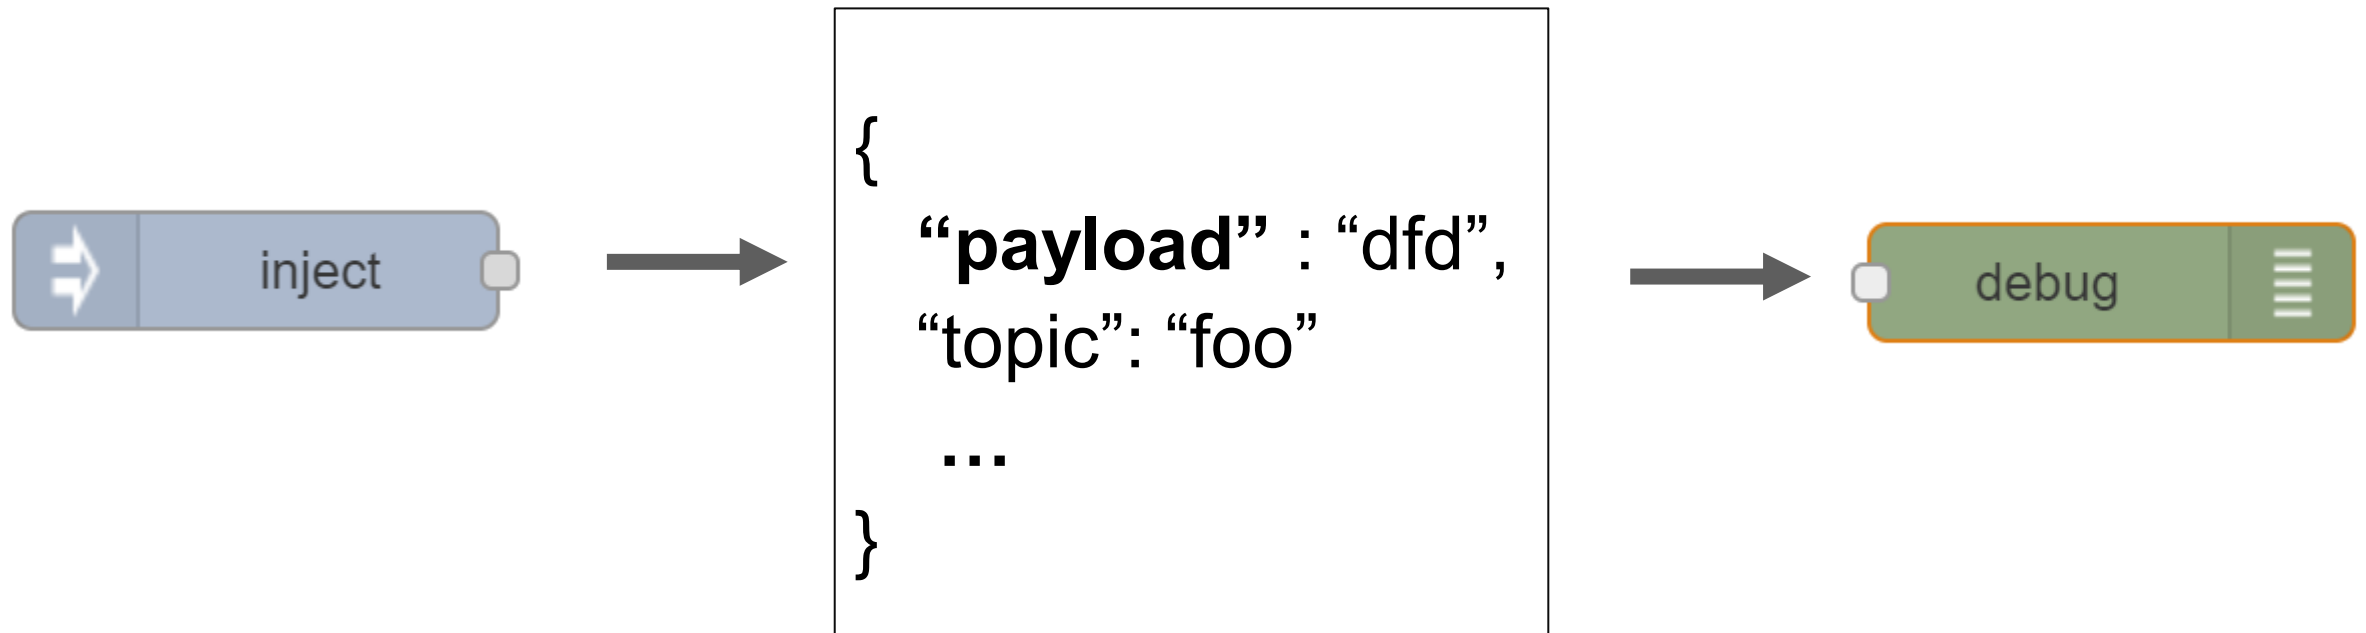 inject
{
“payload” : “dfd”,
“topic”: “foo”
...
}
debug